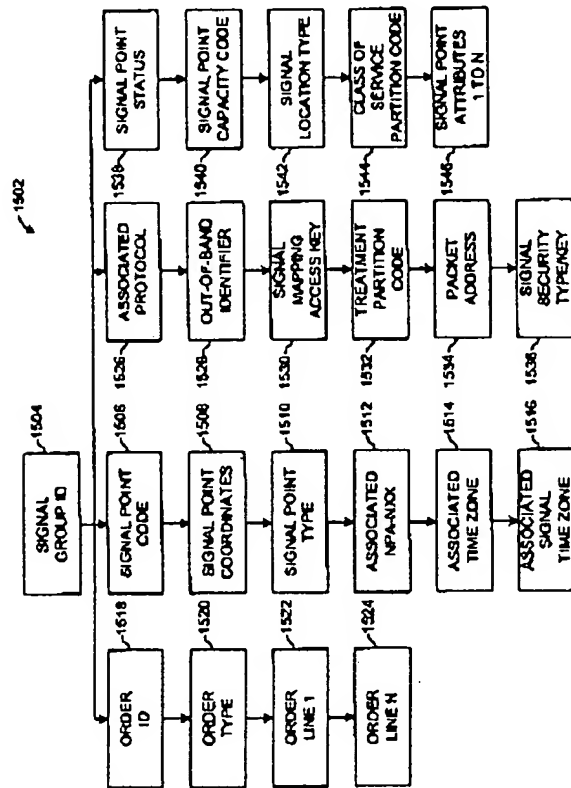 1502
1504
SIGNAL
GROUP ID
1518
ORDER
ID
1520
ORDER
TYPE
1522
ORDER
LINE 1
1524
ORDER
LINE N
1506
SIGNAL POINT
CODE
1508
SIGNAL POINT
COORDINATES
1510
SIGNAL POINT
TYPE
1512
ASSOCIATED
NPA-NXX
1514
ASSOCIATED
TIME ZONE
1516
ASSOCIATED
SIGNAL
TIME ZONE
1526
ASSOCIATED
PROTOCOL
1528
OUT-OF-BAND
IDENTIFIER
1530
SIGNAL
MAPPING
ACCESS KEY
1532
TREATMENT
PARTITION
CODE
1534
PACKET
ADDRESS
1536
SIGNAL
SECURITY
TYPE/KEY
1538
SIGNAL POINT
STATUS
1540
SIGNAL POINT
CAPACITY CODE
1542
SIGNAL
LOCATION TYPE
1544
CLASS OF
SERVICE
PARTITION CODE
1546
SIGNAL POINT
ATTRIBUTES
1 TO N